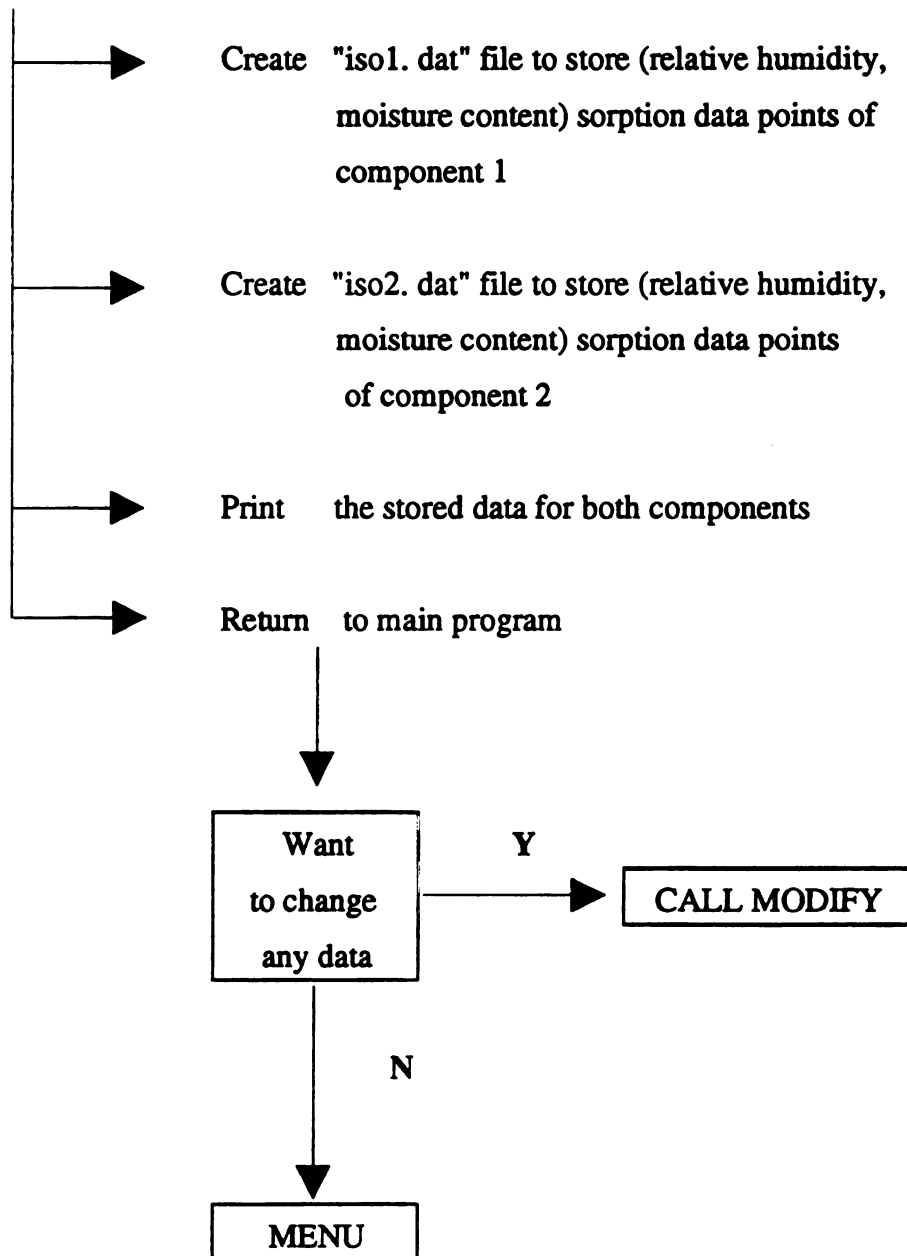 Create "iso1. dat" file to store (relative humidity,
moisture content) sorption data points of
component 1
Create "iso2. dat" file to store (relative humidity,
moisture content) sorption data points
of component 2
Print the stored data for both components
Return to main program
Want
to change
any data
Y
CALL MODIFY
N
MENU